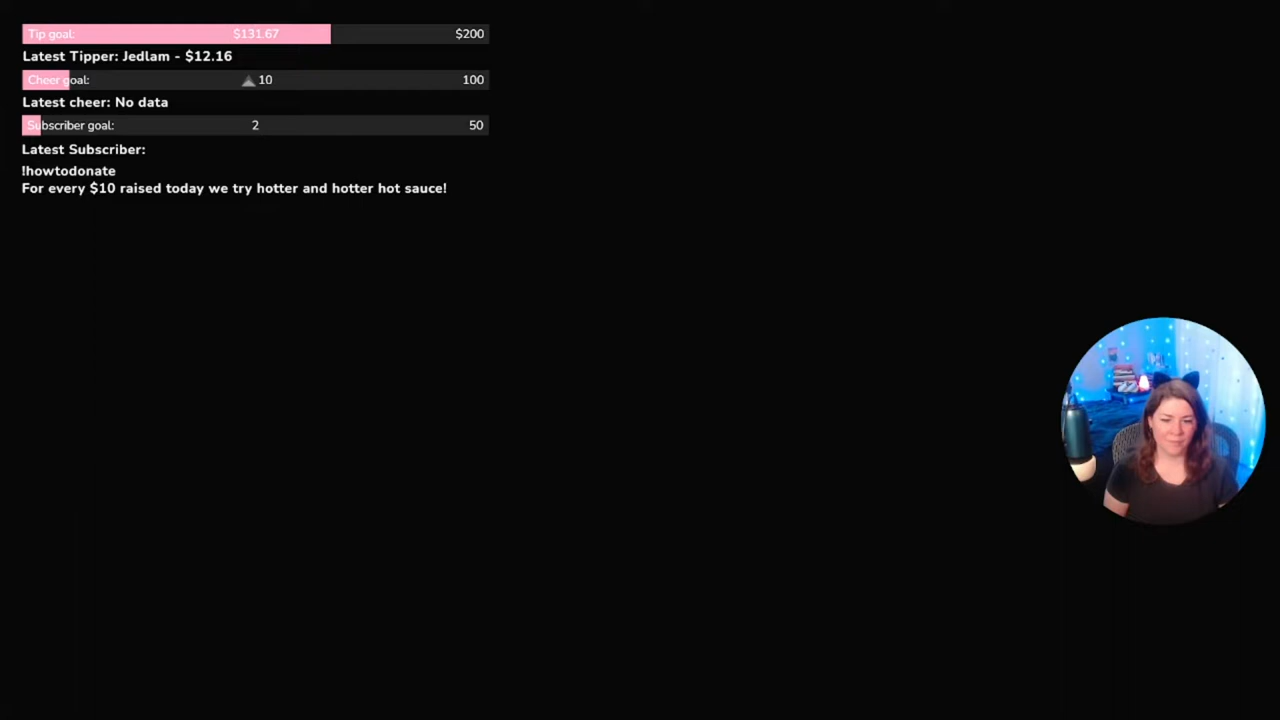 Tip goal: $131.67 $200
Latest Tipper: Jedlam - $12.16
Cheer goal: 10 100
Latest cheer: No data
Subscriber goal: 2 50
Latest Subscriber:
!howtodonate
For every $10 raised today we try hotter and hotter hot sauce!